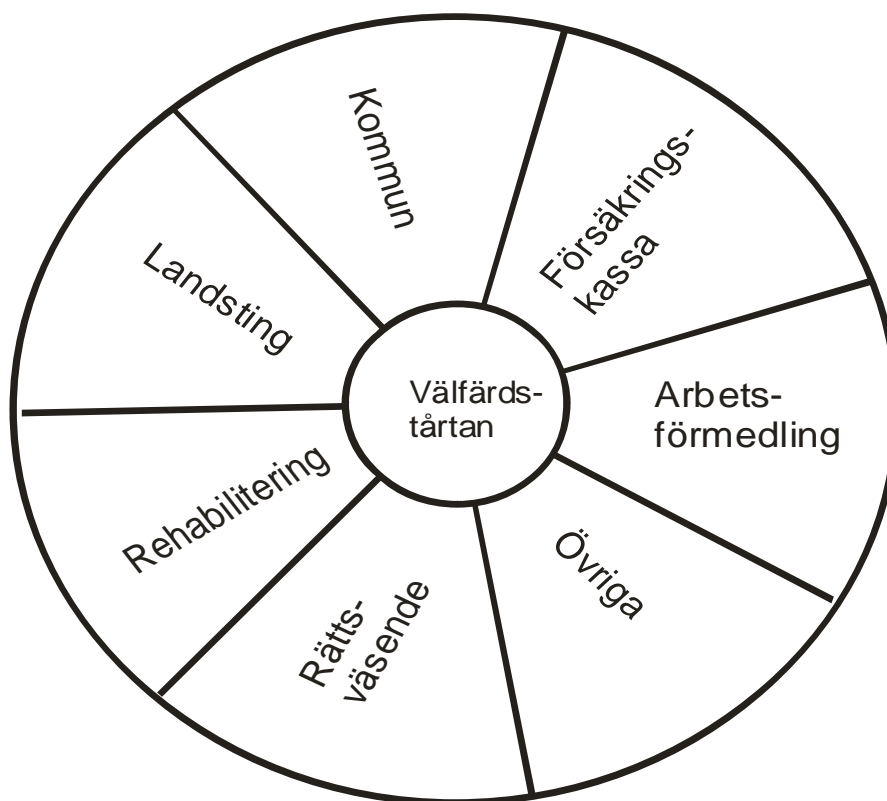 Kommun
Försäkrings-
kassa
Landsting
Välfärds-
tårtan
Arbets-
förmedling
Rehabilitering
Övriga
Rätts-
väsende